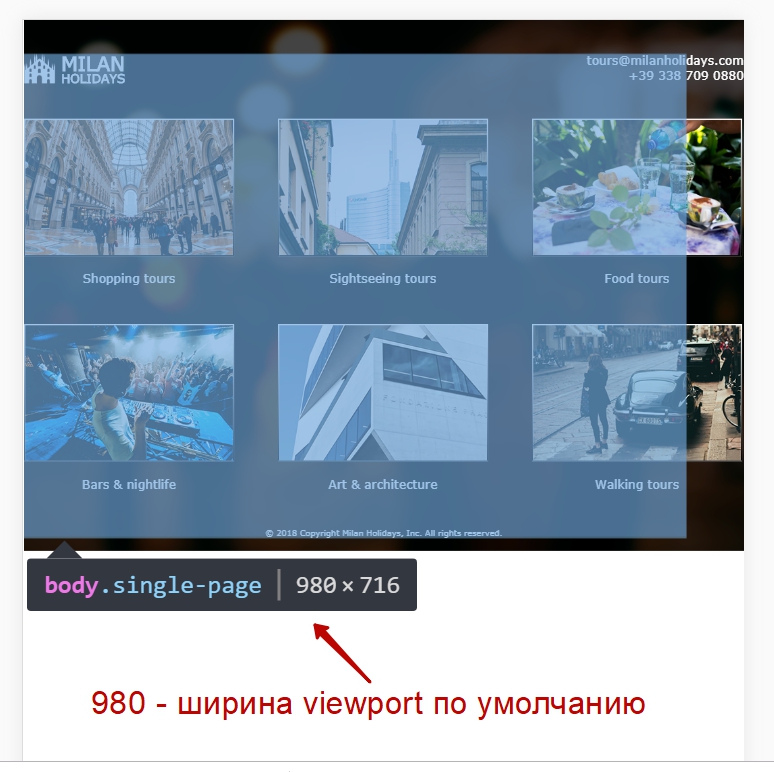 MILAN
HOLIDAYS
tours@milanholidays.com
+39 338 709 0880
Shopping tours
Sightseeing tours
Food tours
Bars & nightlife
Art & architecture
Walking tours
© 2018 Copyright Milan Holidays, Inc. All rights reserved.
body.single-page | 980 × 716
980 - ширина viewport по умолчанию